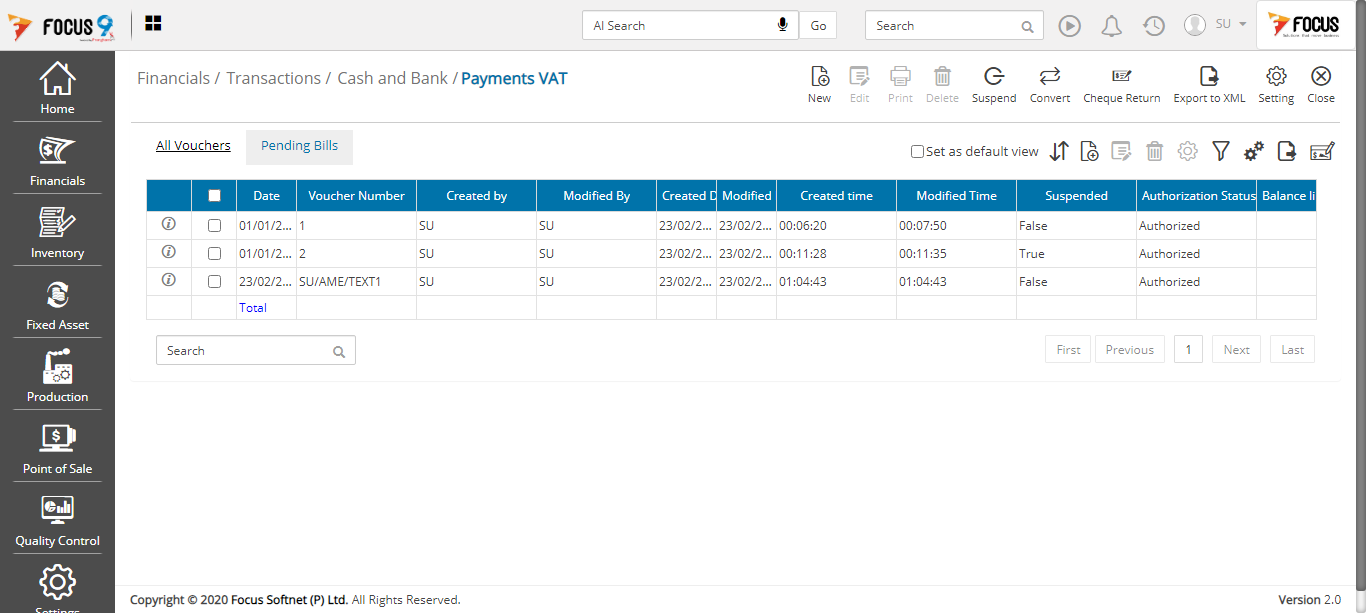 FOCUS 9
AI Search
Go
Search
SU
FOCUS
Home
Financials
Inventory
Fixed Asset
Production
Point of Sale
Quality Control
Settings
Financials / Transactions / Cash and Bank / Payments VAT
New Edit Print Delete Suspend Convert Cheque Return Export to XML Setting Close
All Vouchers Pending Bills
Set as default view
Date Voucher Number Created by Modified By Created D Modified Created time Modified Time Suspended Authorization Status Balance li
01/01/2... 1 SU SU 23/02/2... 23/02/2... 00:06:20 00:07:50 False Authorized
01/01/2... 2 SU SU 23/02/2... 23/02/2... 00:11:28 00:11:35 True Authorized
23/02/2... SU/AME/TEXT1 SU SU 23/02/2... 23/02/2... 01:04:43 01:04:43 False Authorized
Total
Search
First Previous 1 Next Last
Copyright © 2020 Focus Softnet (P) Ltd. All Rights Reserved.
Version 2.0